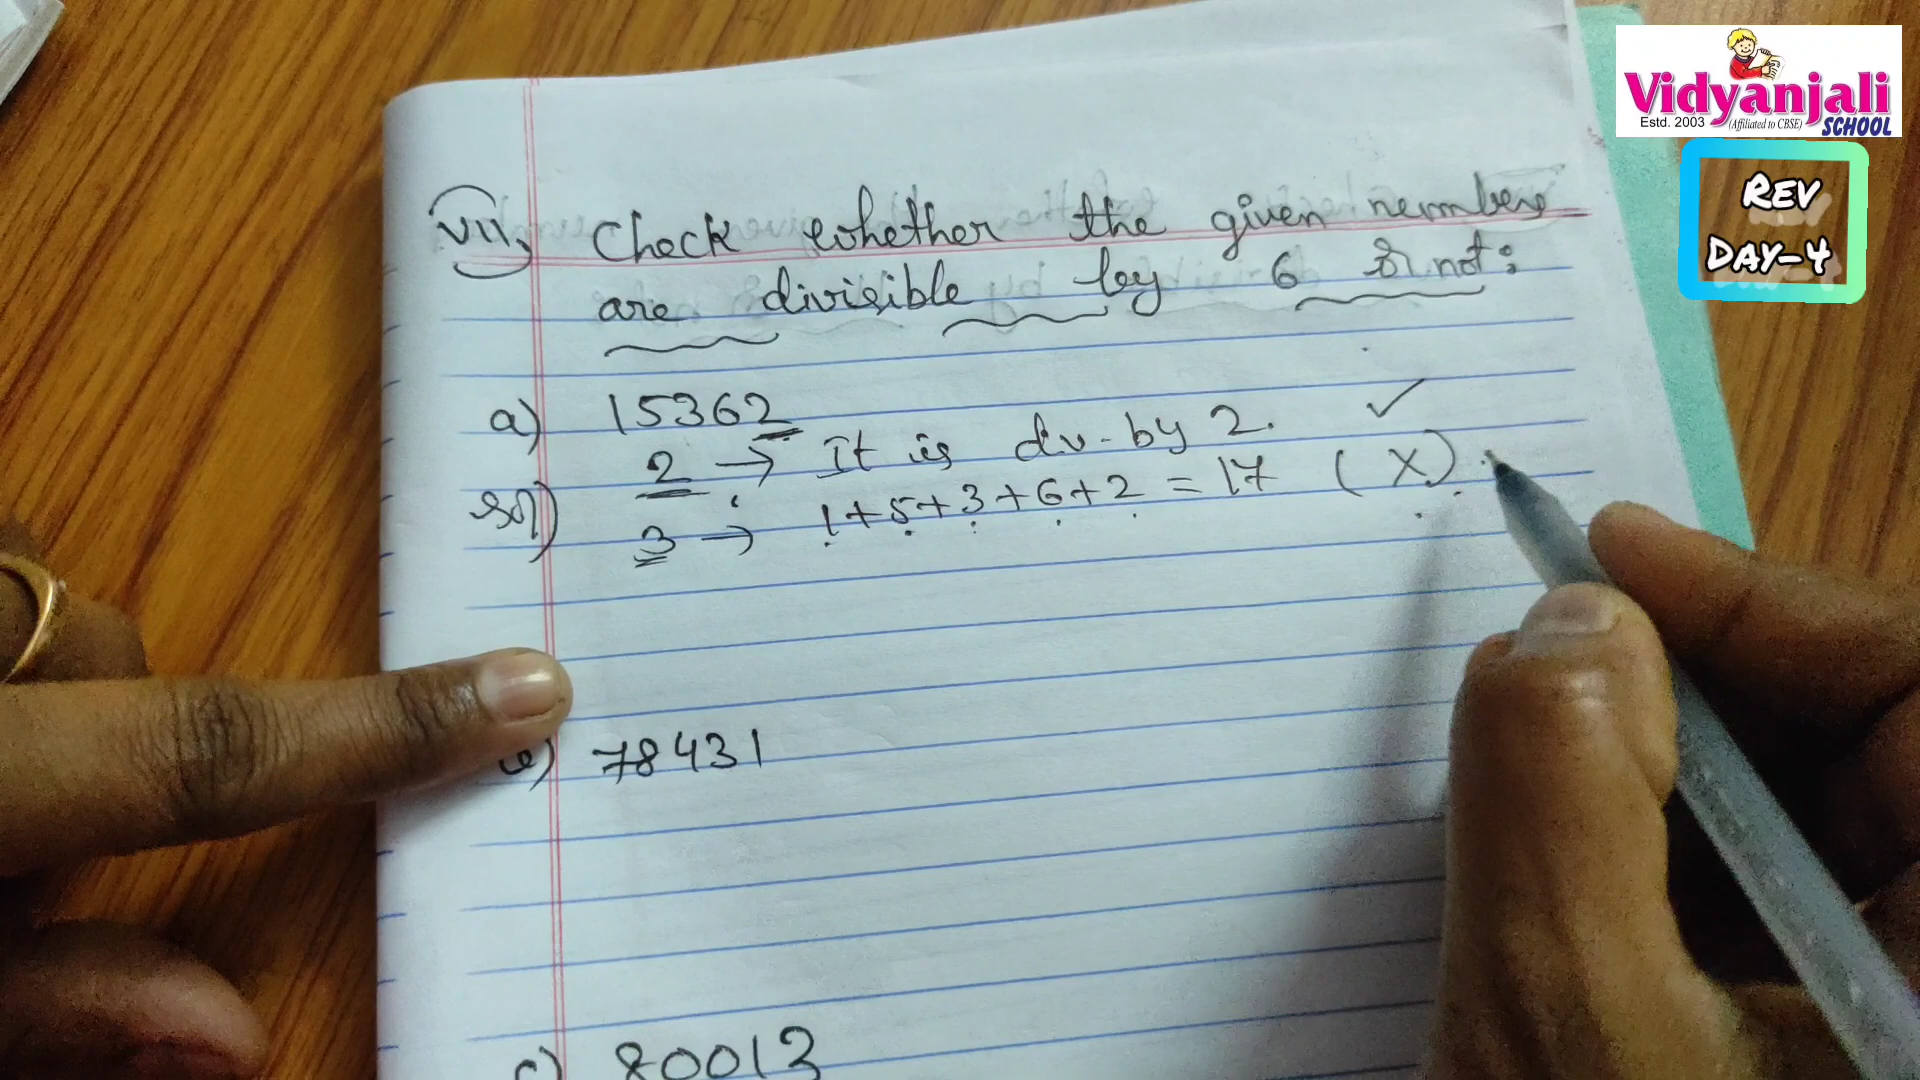 Vidyanjali
Estd. 2003 (Affiliated to CBSE) SCHOOL
REV
DAY-4
VII, Check whether the given numbers
are divisible by 6 or not:
a) 15362
2 → It is div-by 2. ✓
sol) 3 → 1+5+3+6+2 = 17 (X)
) 78431
c) 80013